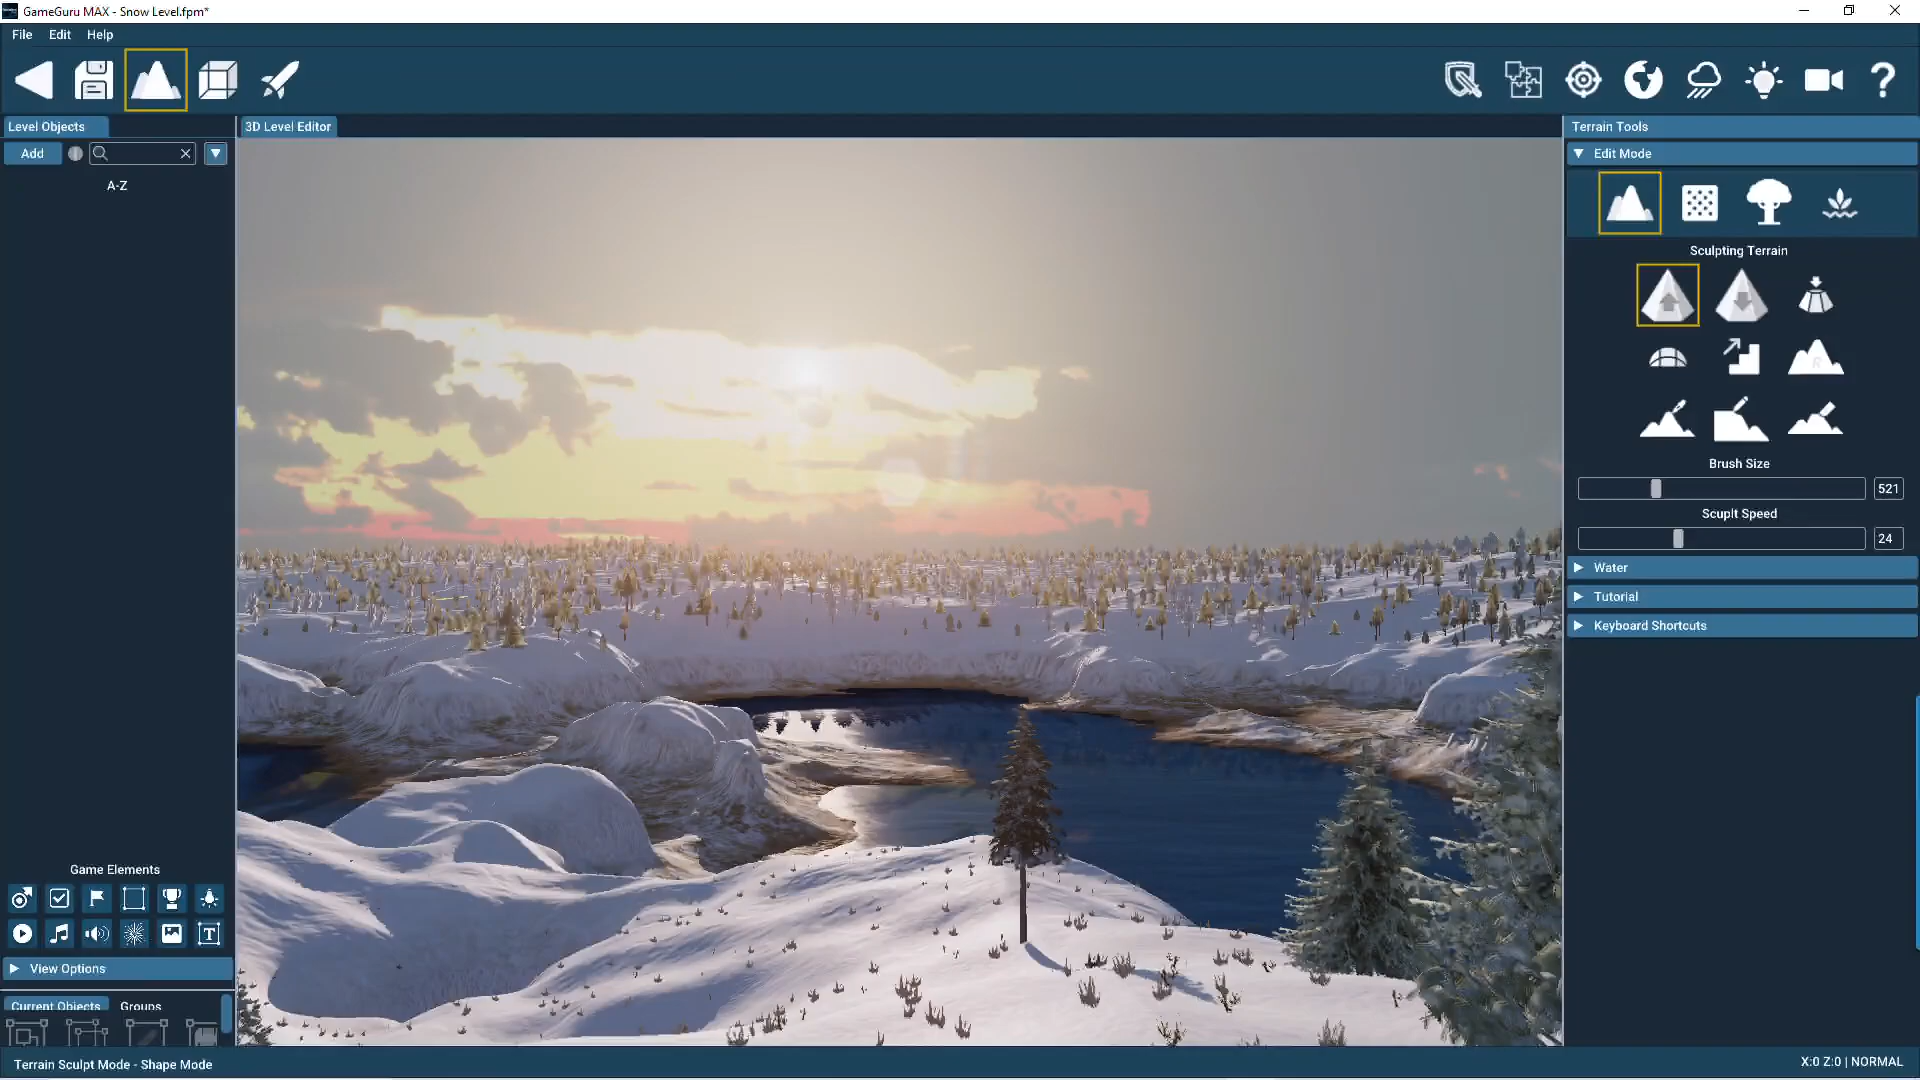 GameGuru MAX - Snow Level.fpm*
File Edit Help
Level Objects
3D Level Editor
Terrain Tools
Add
Edit Mode
A-Z
Sculpting Terrain
Brush Size
521
Scuplt Speed
24
Water
Tutorial
Keyboard Shortcuts
Game Elements
View Options
Current Objects Groups
Terrain Sculpt Mode - Shape Mode
X:0 Z:0 | NORMAL